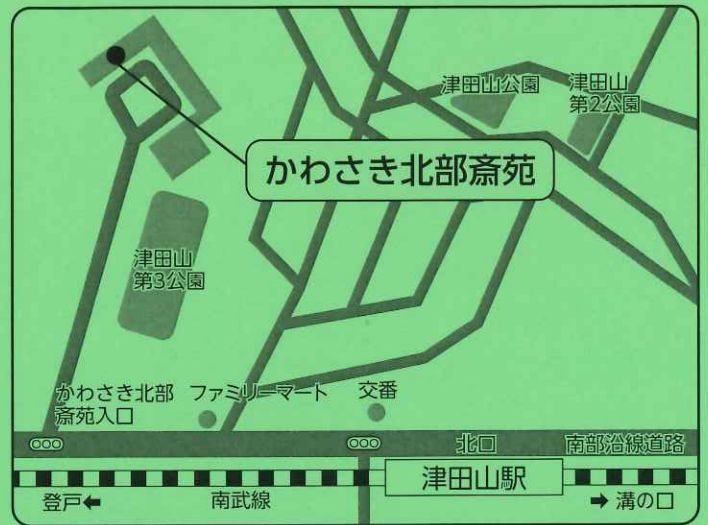 津田山公園
津田山
第2公園
かわさき北部斎苑
津田山
第3公園
かわさき北部
斎苑入口
ファミリーマート
交番
北口
南部沿線道路
津田山駅
登戸←
南武線
→溝の口